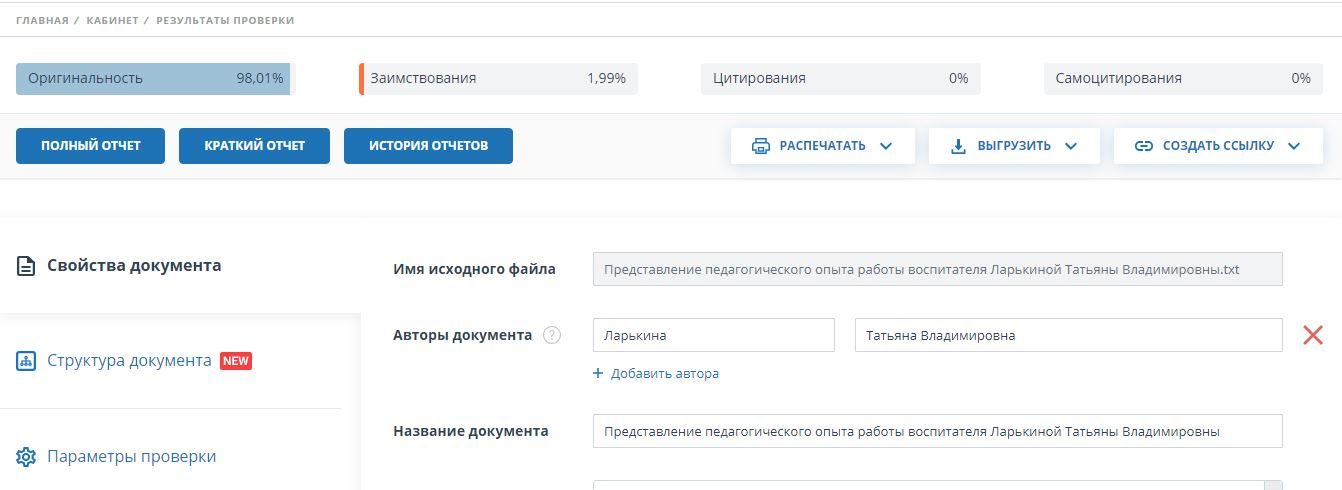 ГЛАВНАЯ / КАБИНЕТ / РЕЗУЛЬТАТЫ ПРОВЕРКИ
Оригинальность 98,01% Заимствования 1,99% Цитирования 0% Самоцитирования 0%
ПОЛНЫЙ ОТЧЕТ КРАТКИЙ ОТЧЕТ ИСТОРИЯ ОТЧЕТОВ РАСПЕЧАТАТЬ ВЫГРУЗИТЬ СОЗДАТЬ ССЫЛКУ
Свойства документа
Структура документа NEW
Параметры проверки
Имя исходного файла Представление педагогического опыта работы воспитателя Ларькиной Татьяны Владимировны.txt
Авторы документа ? Ларькина Татьяна Владимировна
+ Добавить автора
Название документа Представление педагогического опыта работы воспитателя Ларькиной Татьяны Владимировны